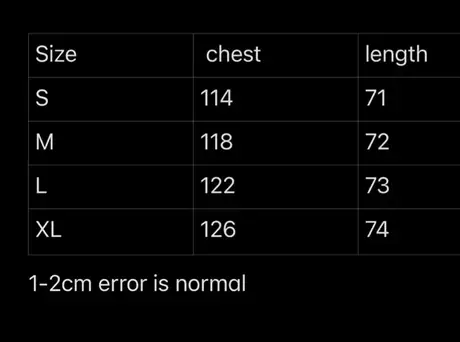 Size chest length
S 114 71
M 118 72
L 122 73
XL 126 74
1-2cm error is normal